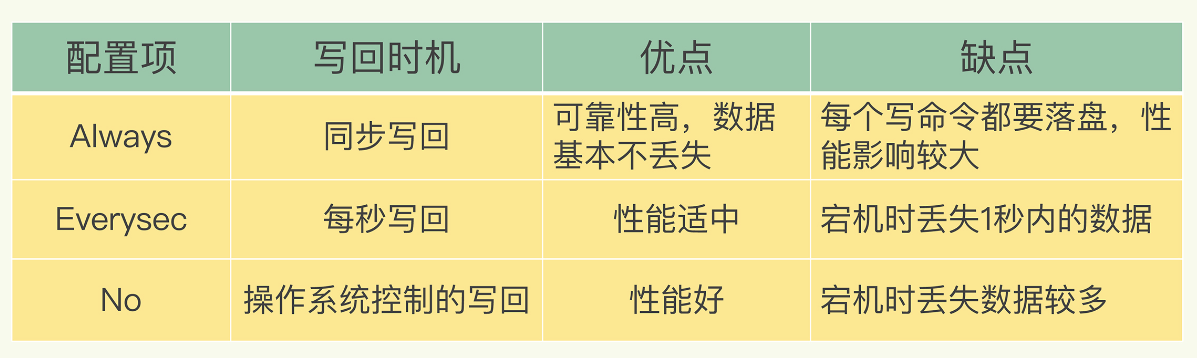 配置项 写回时机 优点 缺点
Always 同步写回 可靠性高，数据基本不丢失 每个写命令都要落盘，性能影响较大
Everysec 每秒写回 性能适中 宕机时丢失1秒内的数据
No 操作系统控制的写回 性能好 宕机时丢失数据较多